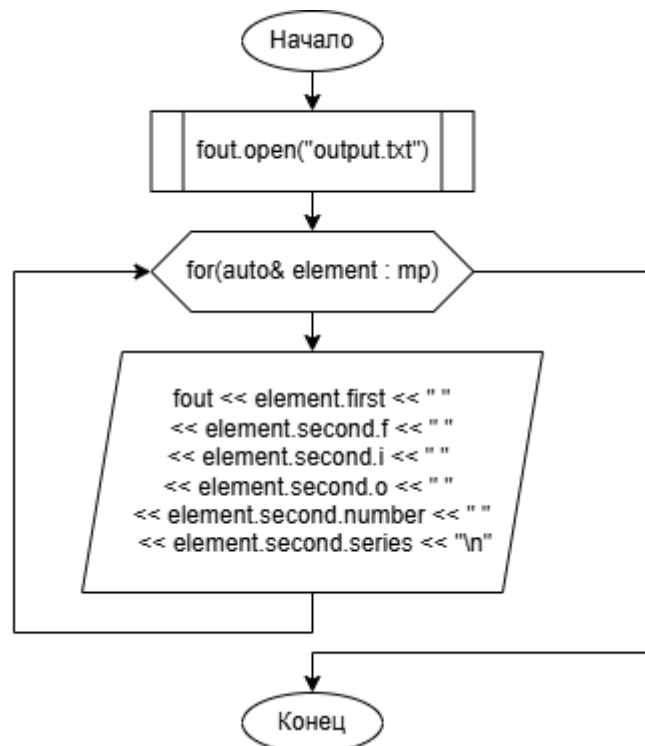 Начало
fout.open("output.txt")
for(auto& element : mp)
fout << element.first << " "
<< element.second.f << " "
<< element.second.i << " "
<< element.second.o << " "
<< element.second.number << " "
<< element.second.series << "\n"
Конец